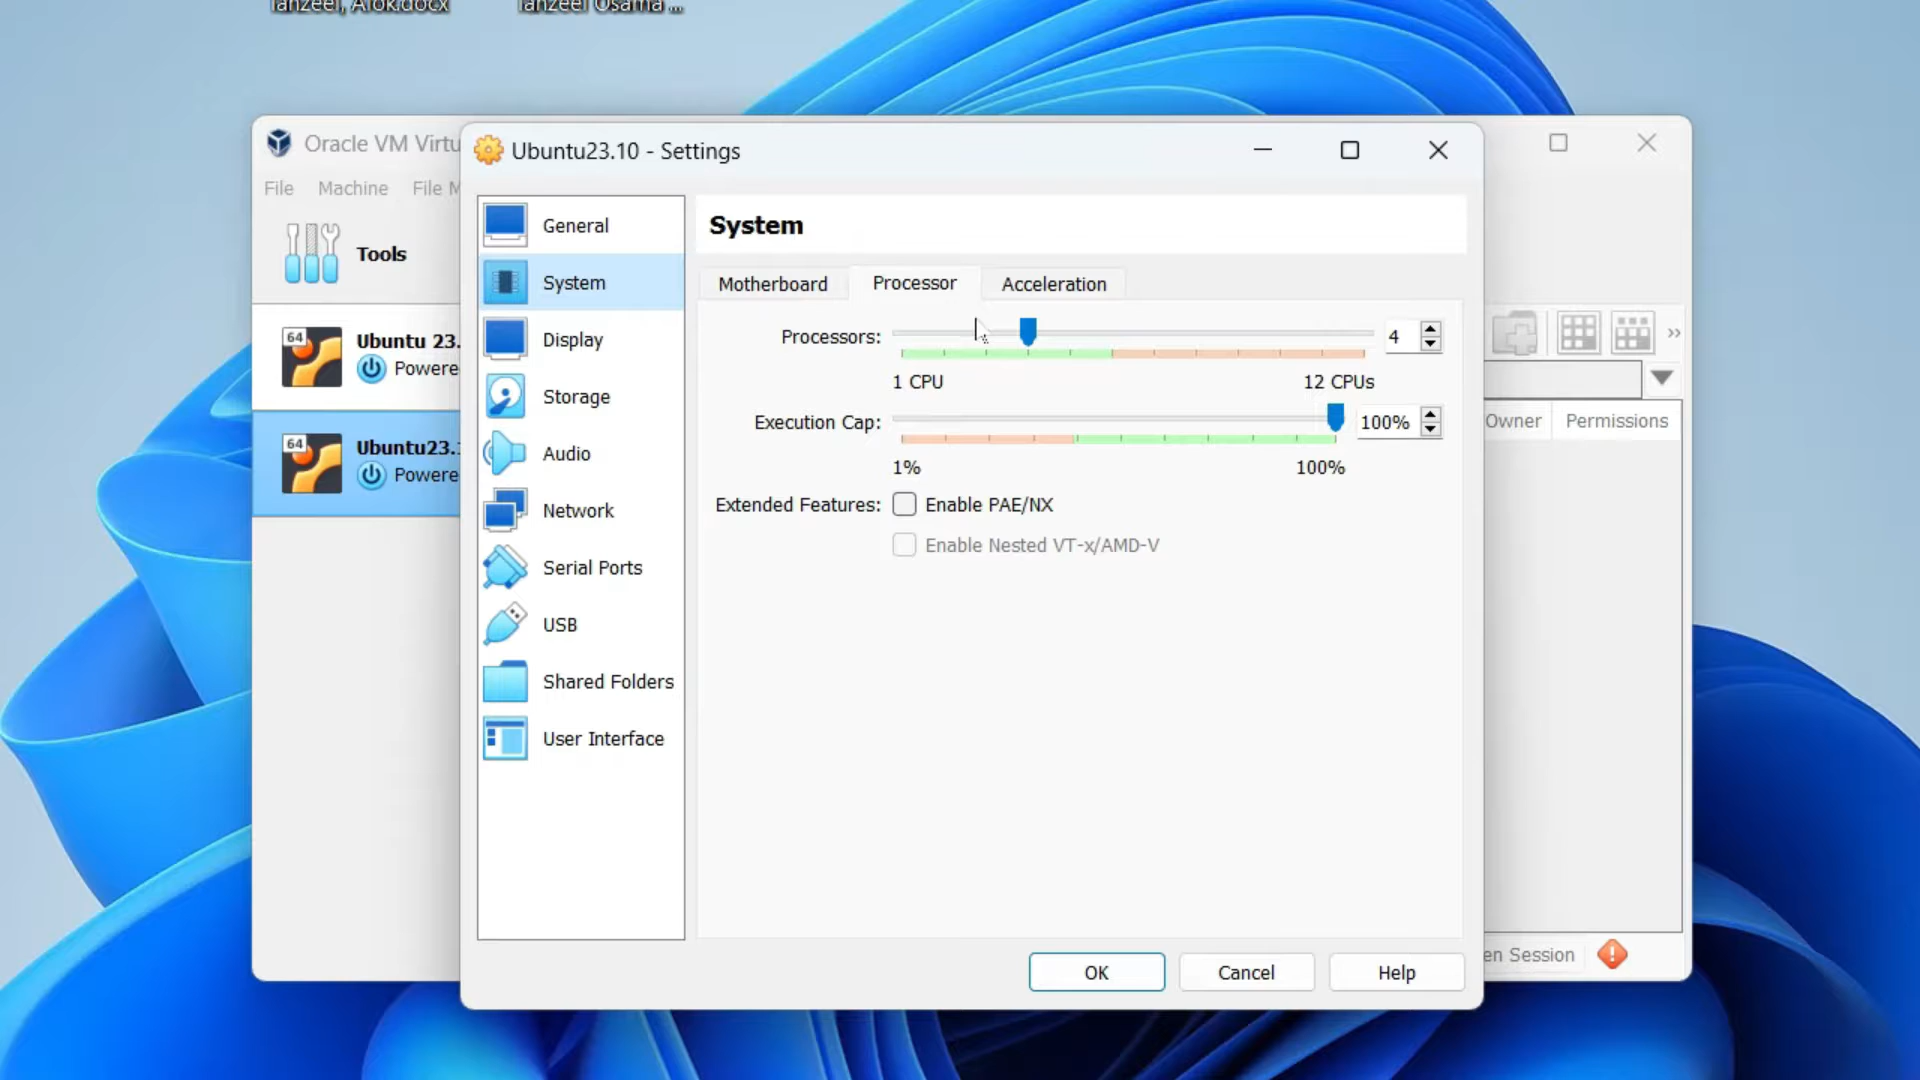 Tanzeel, Alok.docx
Tanzeel Osama ...
Oracle VM Virtu
Ubuntu23.10 - Settings
File
Machine
File M
Tools
64
Ubuntu 23.
Powere
64
Ubuntu23.
Powere
General
System
Display
Storage
Audio
Network
Serial Ports
USB
Shared Folders
User Interface
System
Motherboard
Processor
Acceleration
Processors:
4
1 CPU
12 CPUs
Execution Cap:
100%
1%
100%
Extended Features:
Enable PAE/NX
Enable Nested VT-x/AMD-V
OK
Cancel
Help
»
Owner
Permissions
en Session